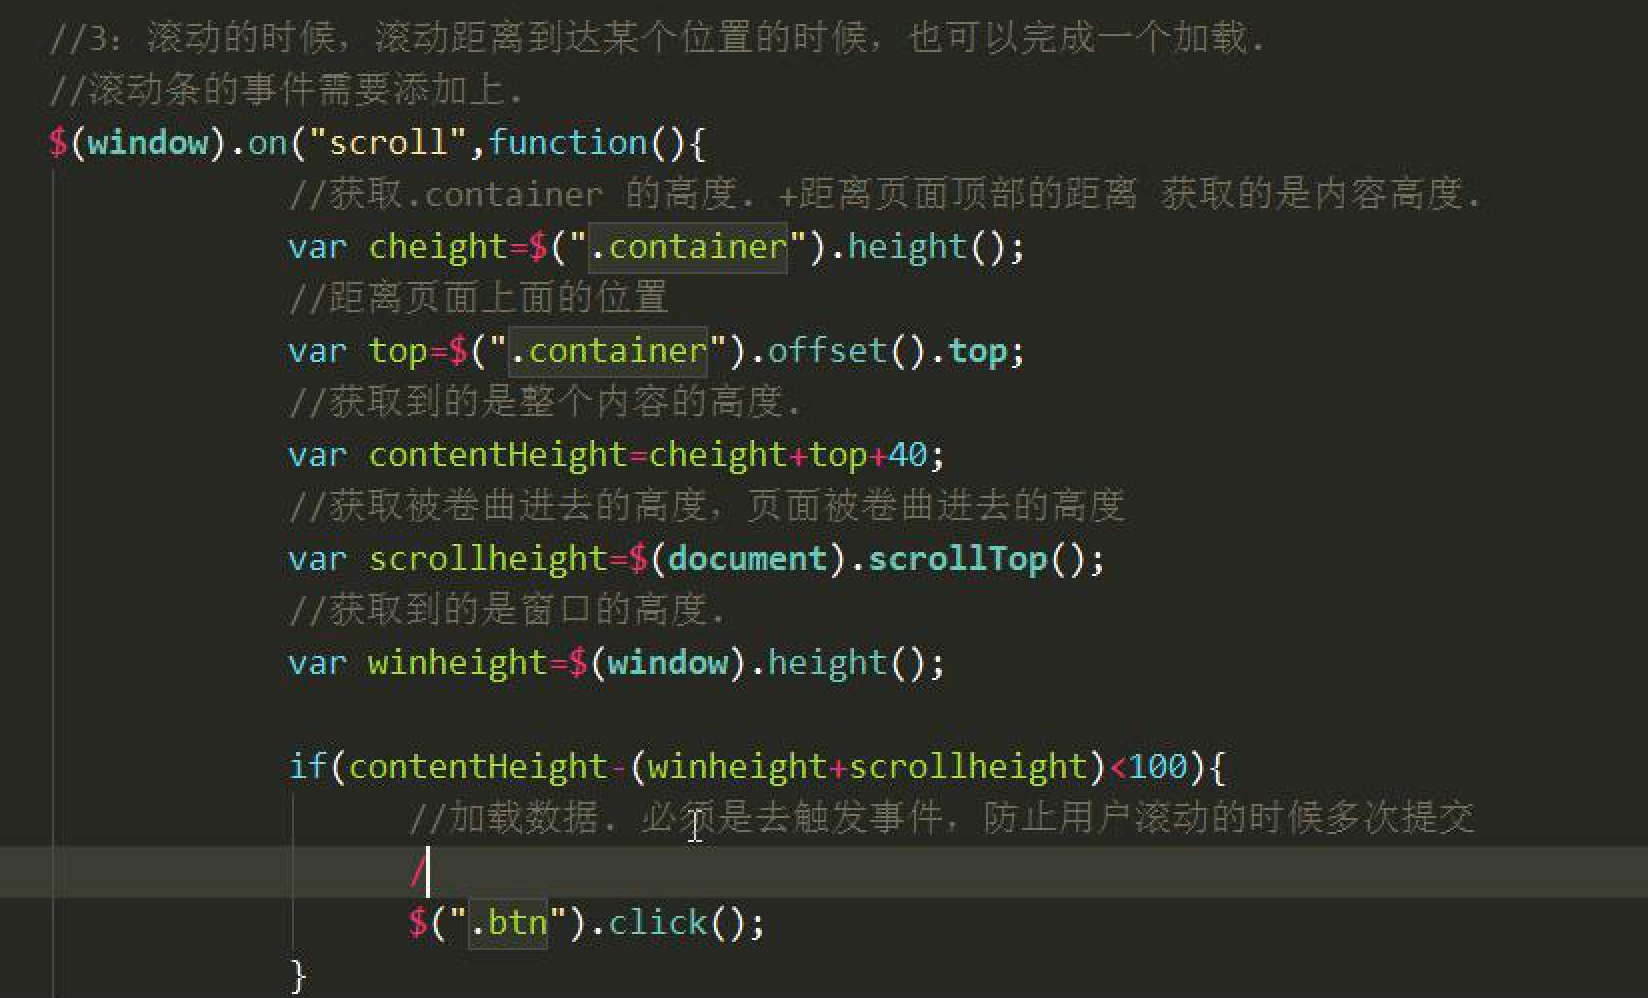 //3: 滚动的时候, 滚动距离到达某个位置的时候, 也可以完成一个加载.
//滚动条的事件需要添加上.
$(window).on("scroll",function(){
//获取.container 的高度. +距离页面顶部的距离 获取的是内容高度.
var cheight=$(".container").height();
//距离页面上面的位置
var top=$(".container").offset().top;
//获取到的是整个内容的高度.
var contentHeight=cheight+top+40;
//获取被卷曲进去的高度, 页面被卷曲进去的高度
var scrollheight=$(document).scrollTop();
//获取到的是窗口的高度.
var winheight=$(window).height();
if(contentHeight-(winheight+scrollheight)<100){
//加载数据. 必须是去触发事件, 防止用户滚动的时候多次提交
/
$(".btn").click();
}